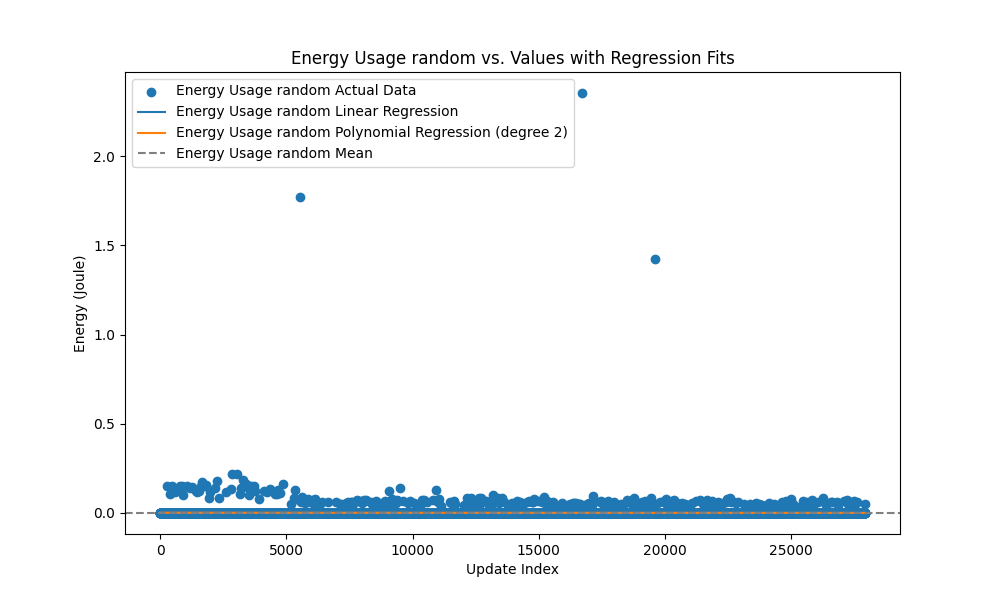 Energy Usage random vs. Values with Regression Fits
Energy Usage random Actual Data
Energy Usage random Linear Regression
Energy Usage random Polynomial Regression (degree 2)
Energy Usage random Mean
Energy (Joule)
2.0
1.5
1.0
0.5
0.0
0 5000 10000 15000 20000 25000
Update Index